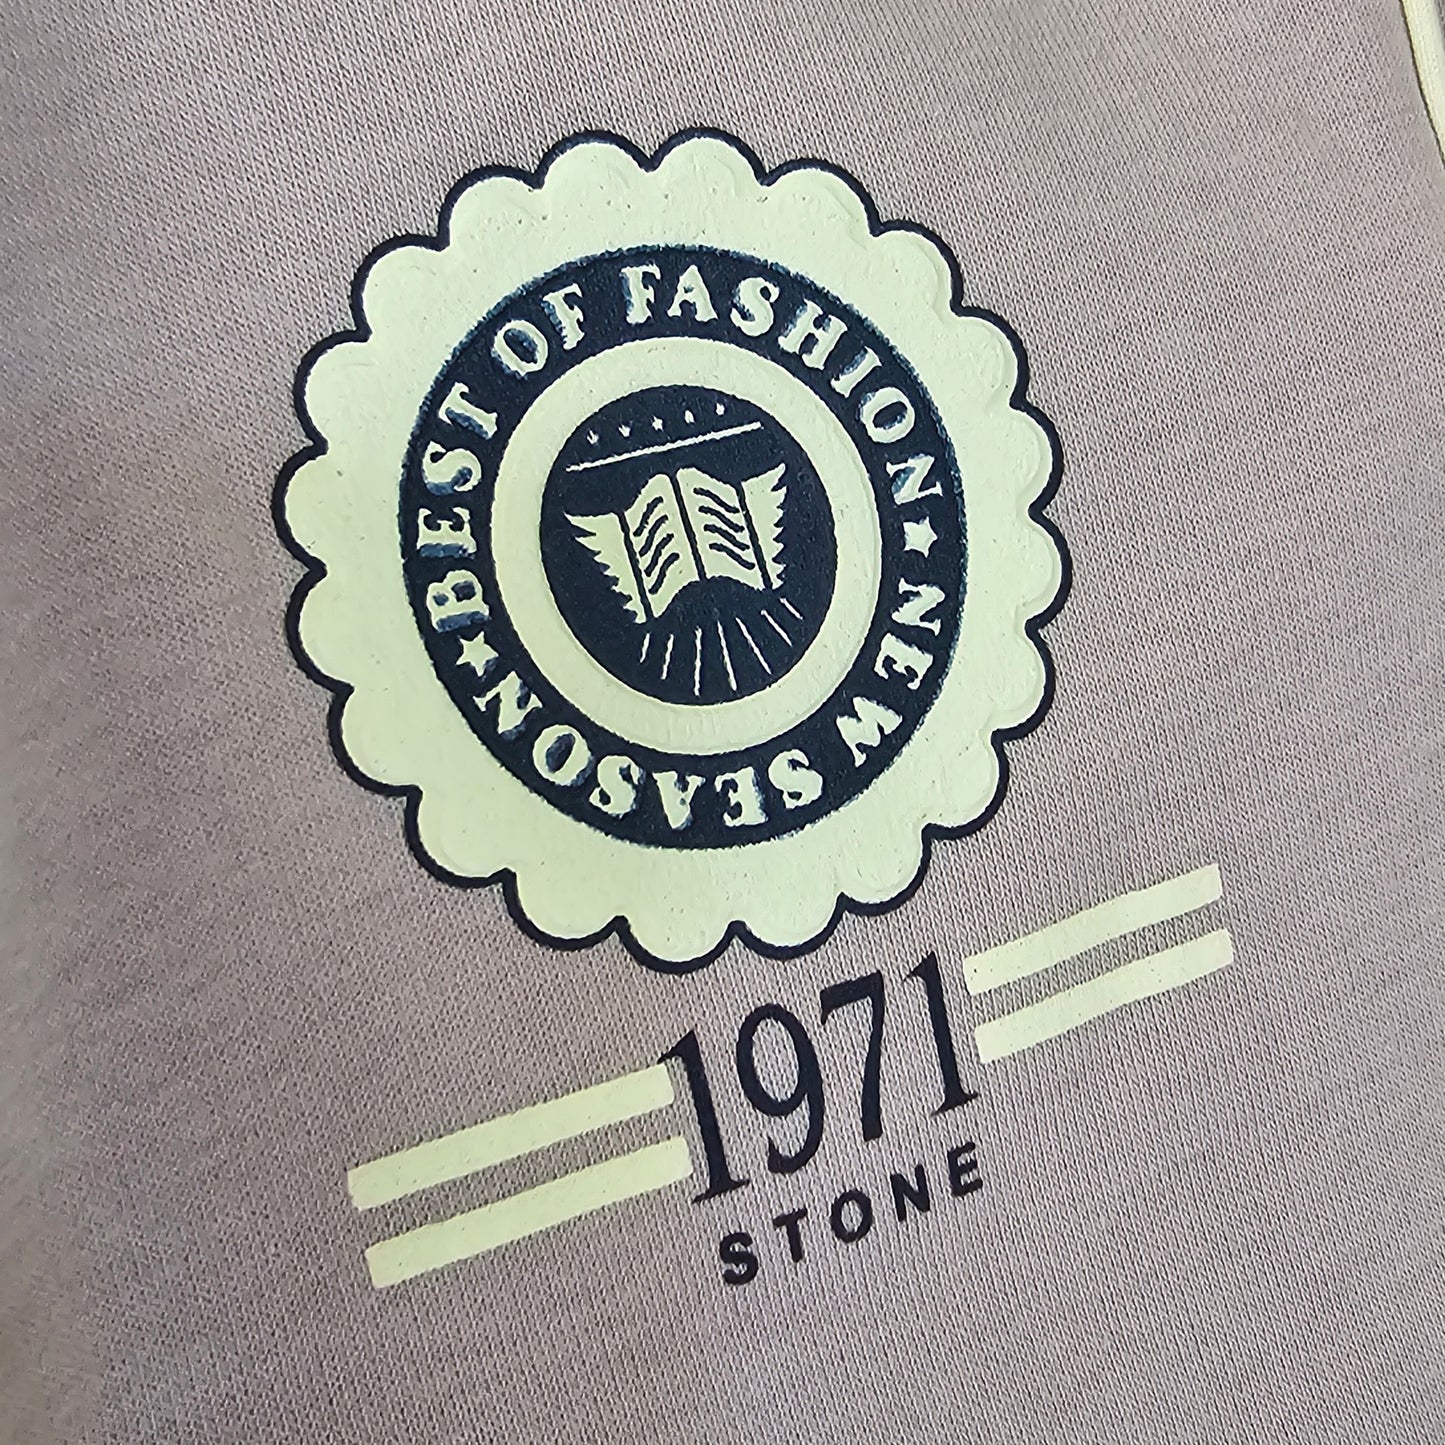 BEST OF FASHION
NEW SEASON
1971
STONE